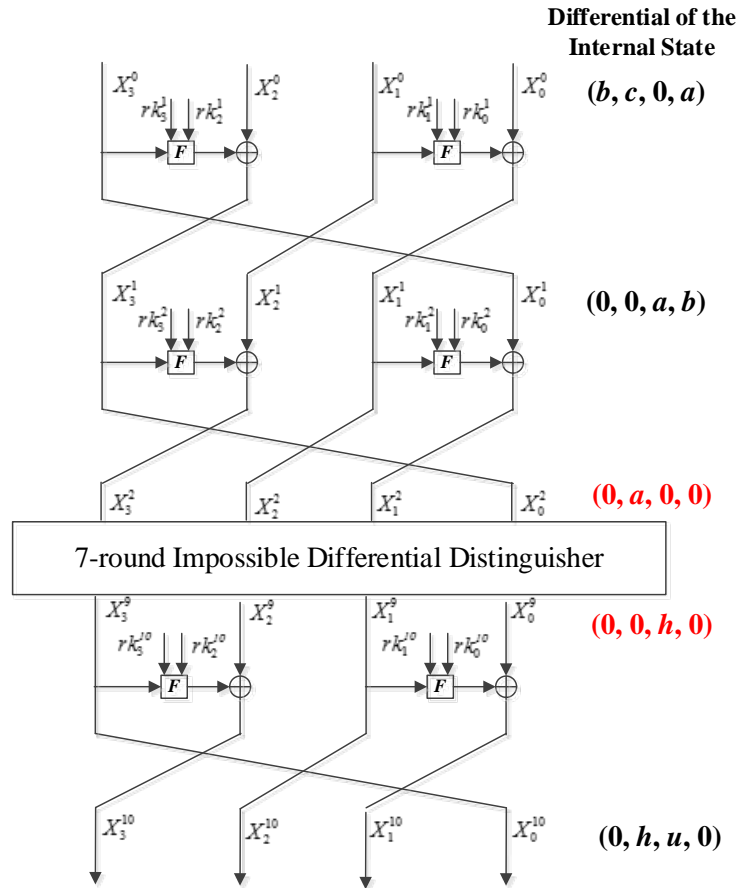 Differential of the
Internal State
X_3^0 X_2^0 X_1^0 X_0^0 (b, c, 0, a)
rk_3^1 rk_2^1 rk_1^1 rk_0^1
F F
X_3^1 X_2^1 X_1^1 X_0^1 (0, 0, a, b)
rk_3^2 rk_2^2 rk_1^2 rk_0^2
F F
X_3^2 X_2^2 X_1^2 X_0^2 (0, a, 0, 0)
7-round Impossible Differential Distinguisher
X_3^9 X_2^9 X_1^9 X_0^9 (0, 0, h, 0)
rk_3^10 rk_2^10 rk_1^10 rk_0^10
F F
X_3^10 X_2^10 X_1^10 X_0^10 (0, h, u, 0)